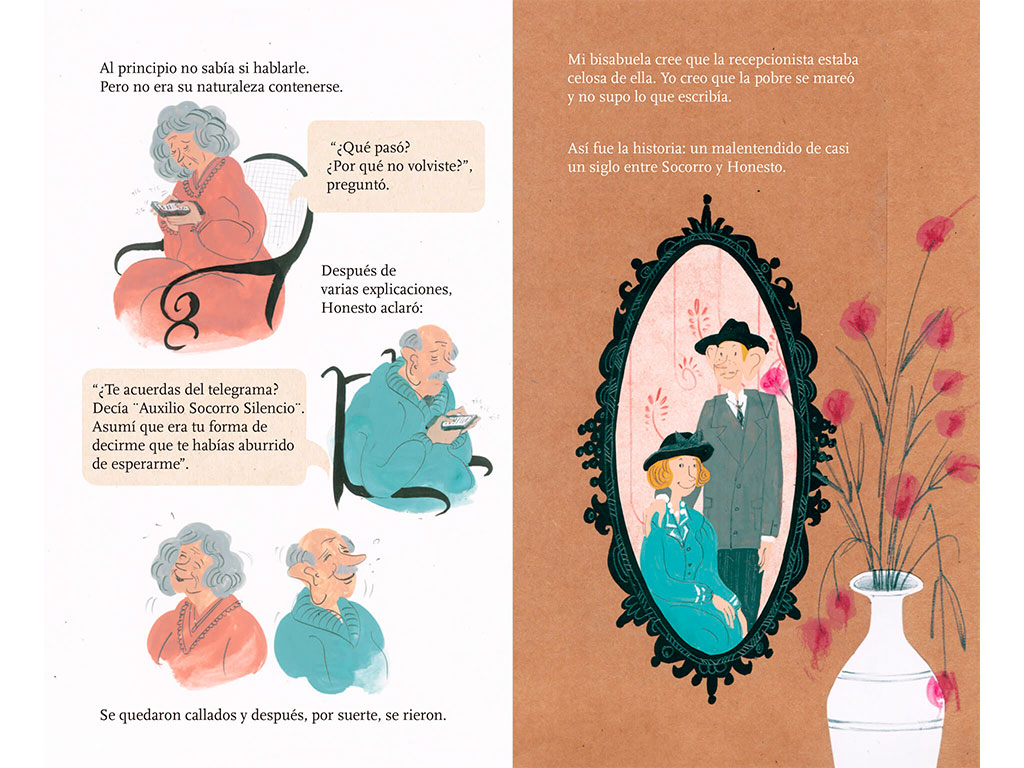 Al principio no sabía si hablarle.
Pero no era su naturaleza contenerse.
“¿Qué pasó?
¿Por qué no volviste?”,
preguntó.
Después de
varias explicaciones,
Honesto aclaró:
“¿Te acuerdas del telegrama?
Decía ¨Auxilio Socorro Silencio¨.
Asumí que era tu forma de
decirme que te habías aburrido
de esperarme”.
Se quedaron callados y después, por suerte, se rieron.
Mi bisabuela cree que la recepcionista estaba
celosa de ella. Yo creo que la pobre se mareó
y no supo lo que escribía.
Así fue la historia: un malentendido de casi
un siglo entre Socorro y Honesto.